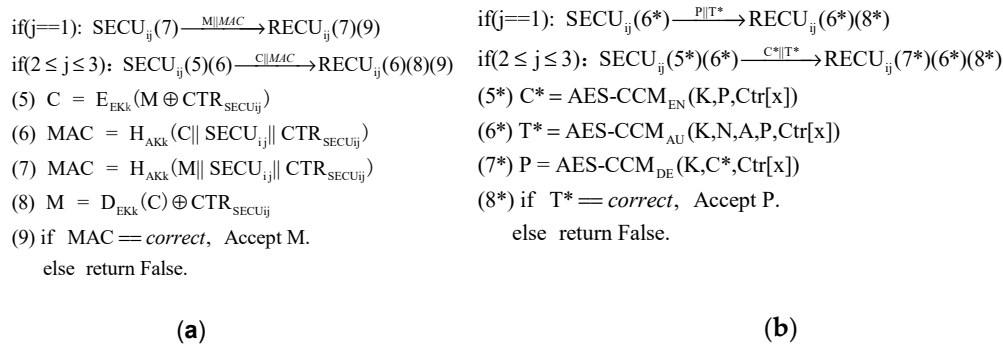 if(j==1): SECU_ij(7) —M||MAC→ RECU_ij(7)(9)
if(2 ≤ j ≤ 3): SECU_ij(5)(6) —C||MAC→ RECU_ij(6)(8)(9)
(5) C = E_EKk(M ⊕ CTR_SECUij)
(6) MAC = H_AKk(C|| SECU_ij|| CTR_SECUij)
(7) MAC = H_AKk(M|| SECU_ij|| CTR_SECUij)
(8) M = D_EKk(C) ⊕ CTR_SECUij
(9) if MAC == correct, Accept M.
else return False.
(a)
if(j==1): SECU_ij(6*) —P||T*→ RECU_ij(6*)(8*)
if(2 ≤ j ≤ 3): SECU_ij(5*)(6*) —C*||T*→ RECU_ij(7*)(6*)(8*)
(5*) C* = AES-CCM_EN(K,P,Ctr[x])
(6*) T* = AES-CCM_AU(K,N,A,P,Ctr[x])
(7*) P = AES-CCM_DE(K,C*,Ctr[x])
(8*) if T* == correct, Accept P.
else return False.
(b)